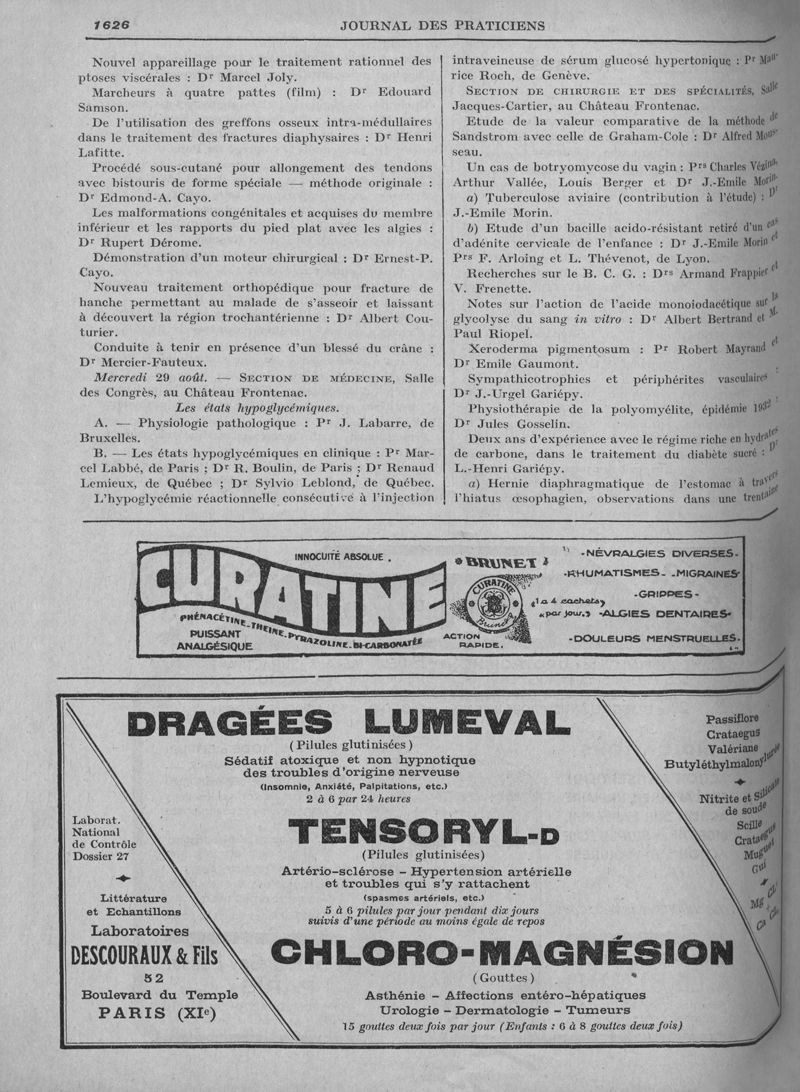 1626
JOURNAL DES PRATICIENS
Nouvel appareillage pour le traitement rationnel des
ptoses viscérales : Dr Marcel Joly.
Marcheurs à quatre pattes (film) : Dr Edouard
Samson.
De l'utilisation des greffons osseux intra-médullaires
dans le traitement des fractures diaphysaires : Dr Henri
Lafitte.
Procédé sous-cutané pour allongement des tendons
avec bistouris de forme spéciale — méthode originale :
Dr Edmond-A. Cayo.
Les malformations congénitales et acquises du membre
inférieur et les rapports du pied plat avec les algies :
Dr Rupert Dérome.
Démonstration d'un moteur chirurgical : Dr Ernest-P.
Cayo.
Nouveau traitement orthopédique pour fracture de
hanche permettant au malade de s'asseoir et laissant
à découvert la région trochantérienne : Dr Albert Cou-
turier.
Conduite à tenir en présence d'un blessé du crâne :
Dr Mercier-Fauteux.
Mercredi 29 août. — SECTION DE MÉDECINE, Salle
des Congrès, au Château Frontenac.
Les états hypoglycémiques.
A. — Physiologie pathologique : Pr J. Labarre, de
Bruxelles.
B. — Les états hypoglycémiques en clinique : Pr Mar-
cel Labbé, de Paris ; Dr R. Boulin, de Paris ; Dr Renaud
Lemieux, de Québec ; Dr Sylvio Leblond, de Québec.
L'hypoglycémie réactionnelle consécutive à l'injection
intraveineuse de sérum glucosé hypertonique : Pr Mau-
rice Roch, de Genève.
SECTION DE CHIRURGIE ET DES SPÉCIALITÉS, Salle
Jacques-Cartier, au Château Frontenac.
Etude de la valeur comparative de la méthode de
Sandstrom avec celle de Graham-Cole : Dr Alfred Mous-
seau.
Un cas de botryomycose du vagin : Prs Charles Vézina,
Arthur Vallée, Louis Berger et Dr J.-Emile Morin.
a) Tuberculose aviaire (contribution à l'étude) : Dr
J.-Emile Morin.
b) Etude d'un bacille acido-résistant retiré d'un cas
d'adénite cervicale de l'enfance : Dr J.-Emile Morin et
Prs F. Arloing et L. Thévenot, de Lyon.
Recherches sur le B. C. G. : Drs Armand Frappier et
V. Frenette.
Notes sur l'action de l'acide monoiodacétique sur la
glycolyse du sang in vitro : Dr Albert Bertrand et M.
Paul Riopel.
Xeroderma pigmentosum : Pr Robert Mayrand et
Dr Emile Gaumont.
Sympathicotrophies et périphérites vasculaires :
Dr J.-Urgel Gariépy.
Physiothérapie de la polyomyélite, épidémie 1932 :
Dr Jules Gosselin.
Deux ans d'expérience avec le régime riche en hydrates
de carbone, dans le traitement du diabète sucré : Dr
L.-Henri Gariépy.
a) Hernie diaphragmatique de l'estomac à travers
l'hiatus œsophagien, observations dans une trentaine
CURATINE
INNOCUITÉ ABSOLUE .
PHÉNACÉTINE-THÉINE-PYRAZOLINE. BI-CARBONATÉE
PUISSANT
ANALGÉSIQUE
BRUNET
CURATINE
B
Brunet
ACTION
RAPIDE.
1 à 4 cachets
par jour.
-NÉVRALGIES DIVERSES-
-RHUMATISMES- -MIGRAINES-
-GRIPPES-
-ALGIES DENTAIRES-
-DOULEURS MENSTRUELLES-
DRAGÉES LUMEVAL
(Pilules glutinisées)
Sédatif atoxique et non hypnotique
des troubles d'origine nerveuse
(Insomnie, Anxiété, Palpitations, etc.)
2 à 6 par 24 heures
Passiflore
Crataegus
Valériane
Butyléthylmalonylurée
Laborat.
National
de Contrôle
Dossier 27
TENSORYL-D
(Pilules glutinisées)
Artério-sclérose - Hypertension artérielle
et troubles qui s'y rattachent
(spasmes artériels, etc.)
5 à 6 pilules par jour pendant dix jours
suivis d'une période au moins égale de repos
Nitrite et Silicate
de soude
Scille
Crataegus
Muguet
Gui
Littérature
et Echantillons
Laboratoires
DESCOURAUX & Fils
52
Boulevard du Temple
PARIS (XIe)
CHLORO-MAGNÉSION
(Gouttes)
Asthénie - Affections entéro-hépatiques
Urologie - Dermatologie - Tumeurs
15 gouttes deux fois par jour (Enfants : 6 à 8 gouttes deux fois)
Mg Cl
Ca Cl